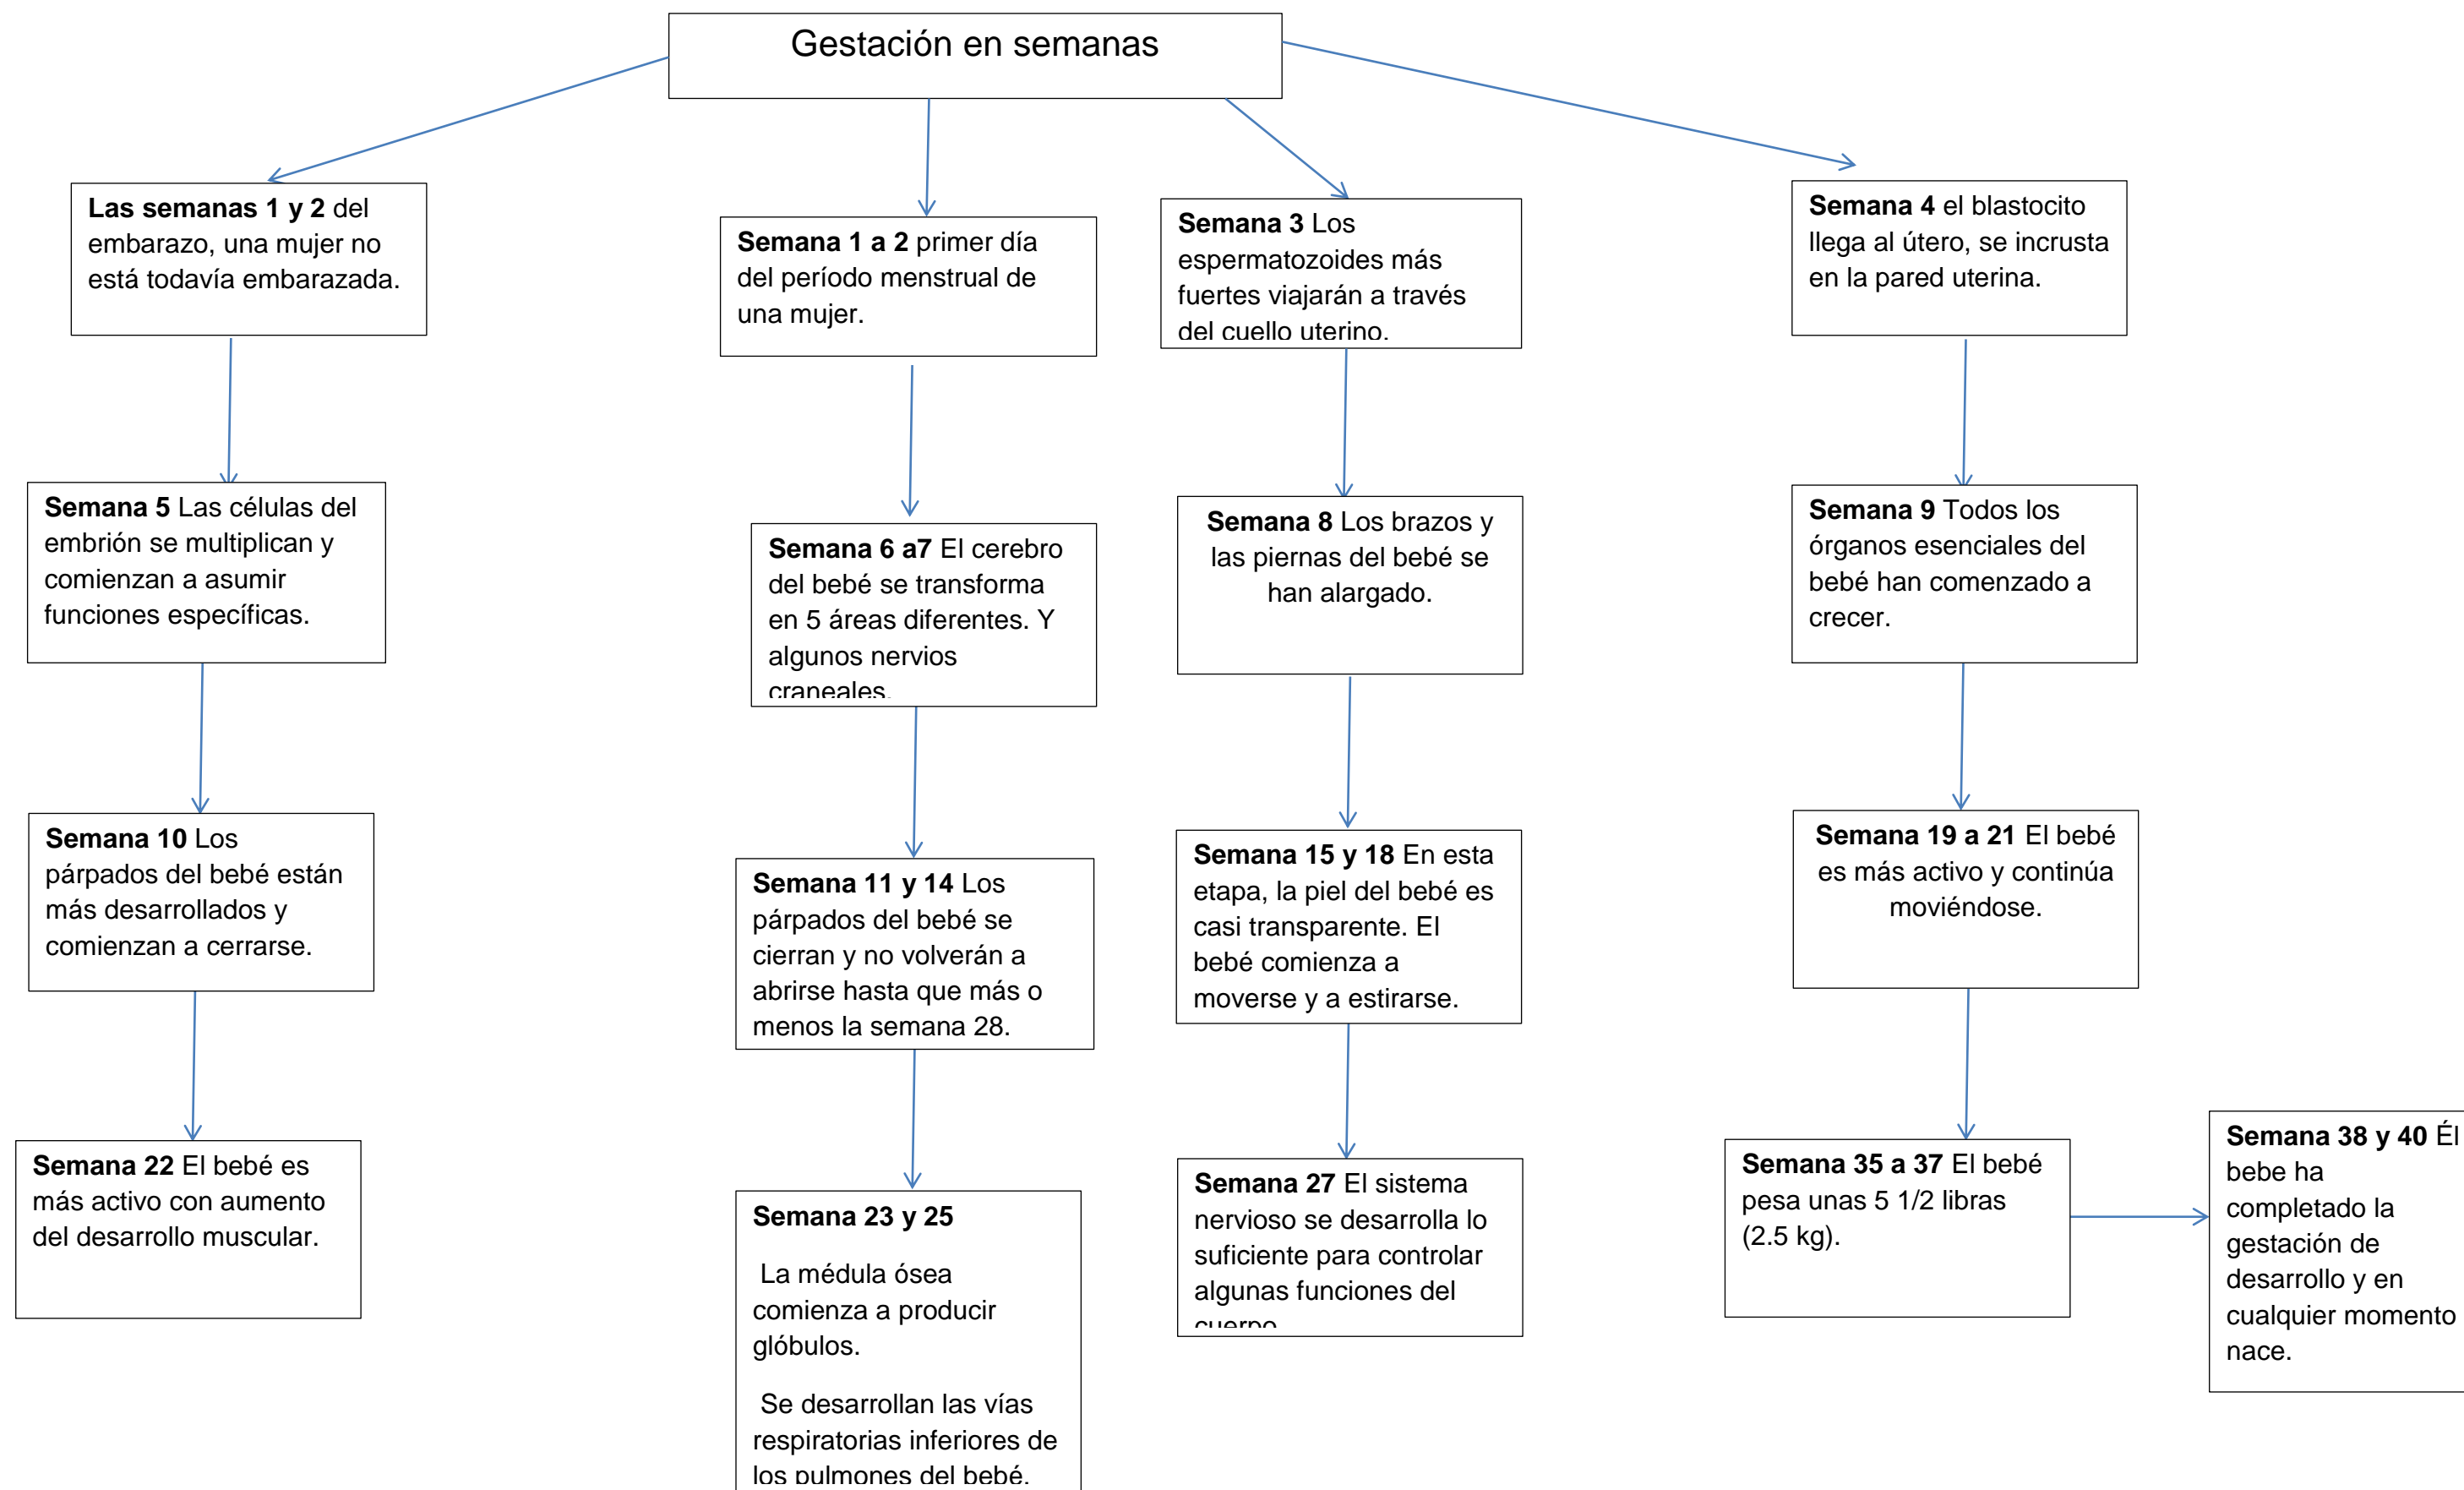 Gestación en semanas
Las semanas 1 y 2 del
embarazo, una mujer no
está todavía embarazada.
Semana 1 a 2 primer día
del período menstrual de
una mujer.
Semana 3 Los
espermatozoides más
fuertes viajarán a través
del cuello uterino.
Semana 4 el blastocito
llega al útero, se incrusta
en la pared uterina.
Semana 5 Las células del
embrión se multiplican y
comienzan a asumir
funciones específicas.
Semana 6 a7 El cerebro
del bebé se transforma
en 5 áreas diferentes. Y
algunos nervios
craneales.
Semana 8 Los brazos y
las piernas del bebé se
han alargado.
Semana 9 Todos los
órganos esenciales del
bebé han comenzado a
crecer.
Semana 10 Los
párpados del bebé están
más desarrollados y
comienzan a cerrarse.
Semana 11 y 14 Los
párpados del bebé se
cierran y no volverán a
abrirse hasta que más o
menos la semana 28.
Semana 15 y 18 En esta
etapa, la piel del bebé es
casi transparente. El
bebé comienza a
moverse y a estirarse.
Semana 19 a 21 El bebé
es más activo y continúa
moviéndose.
Semana 22 El bebé es
más activo con aumento
del desarrollo muscular.
Semana 23 y 25
La médula ósea
comienza a producir
glóbulos.
Se desarrollan las vías
respiratorias inferiores de
los pulmones del bebé.
Semana 27 El sistema
nervioso se desarrolla lo
suficiente para controlar
algunas funciones del
cuerpo
Semana 35 a 37 El bebé
pesa unas 5 1/2 libras
(2.5 kg).
Semana 38 y 40 Él
bebe ha
completado la
gestación de
desarrollo y en
cualquier momento
nace.